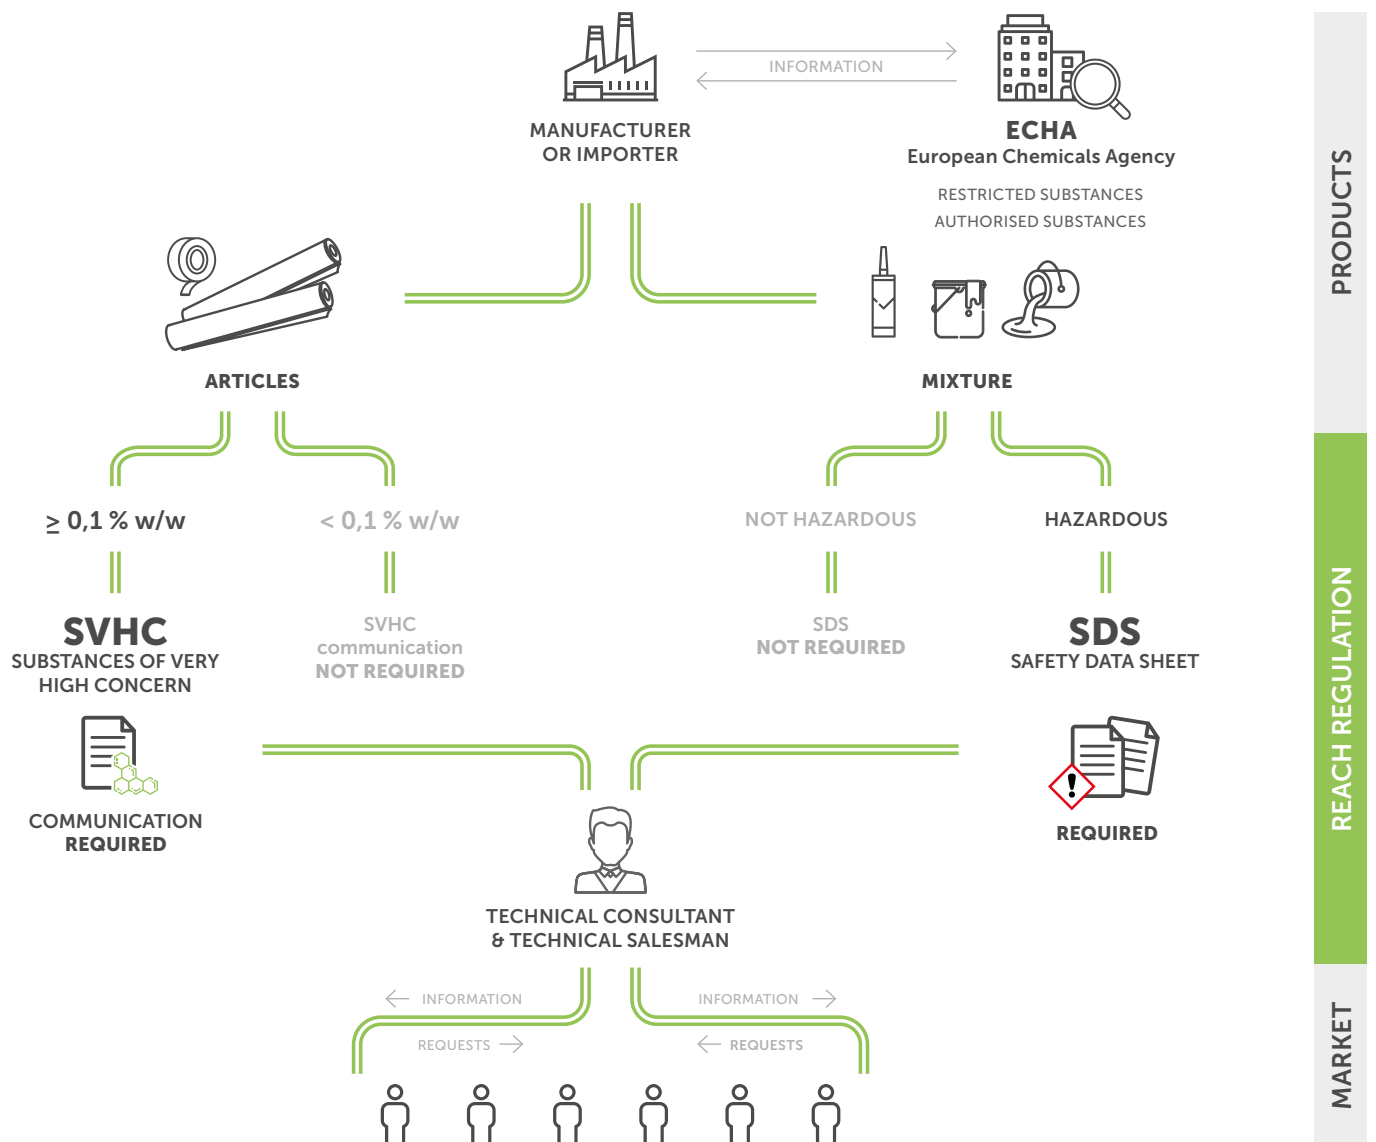 INFORMATION
MANUFACTURER
OR IMPORTER
ECHA
European Chemicals Agency
RESTRICTED SUBSTANCES
AUTHORISED SUBSTANCES
PRODUCTS
ARTICLES
MIXTURE
≥ 0,1 % w/w
< 0,1 % w/w
NOT HAZARDOUS
HAZARDOUS
SVHC
SUBSTANCES OF VERY
HIGH CONCERN
SVHC
communication
NOT REQUIRED
SDS
NOT REQUIRED
SDS
SAFETY DATA SHEET
REACH REGULATION
COMMUNICATION
REQUIRED
!
REQUIRED
TECHNICAL CONSULTANT
& TECHNICAL SALESMAN
INFORMATION
INFORMATION
REQUESTS
REQUESTS
MARKET